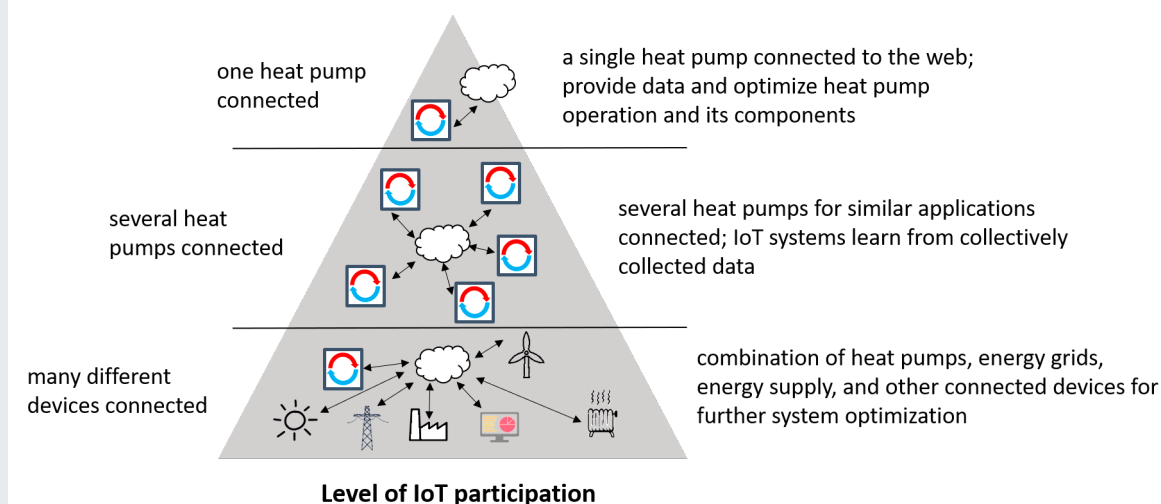 one heat pump
connected
a single heat pump connected to the web;
provide data and optimize heat pump
operation and its components
several heat
pumps connected
several heat pumps for similar applications
connected; IoT systems learn from collectively
collected data
many different
devices connected
combination of heat pumps, energy grids,
energy supply, and other connected devices for
further system optimization
Level of IoT participation